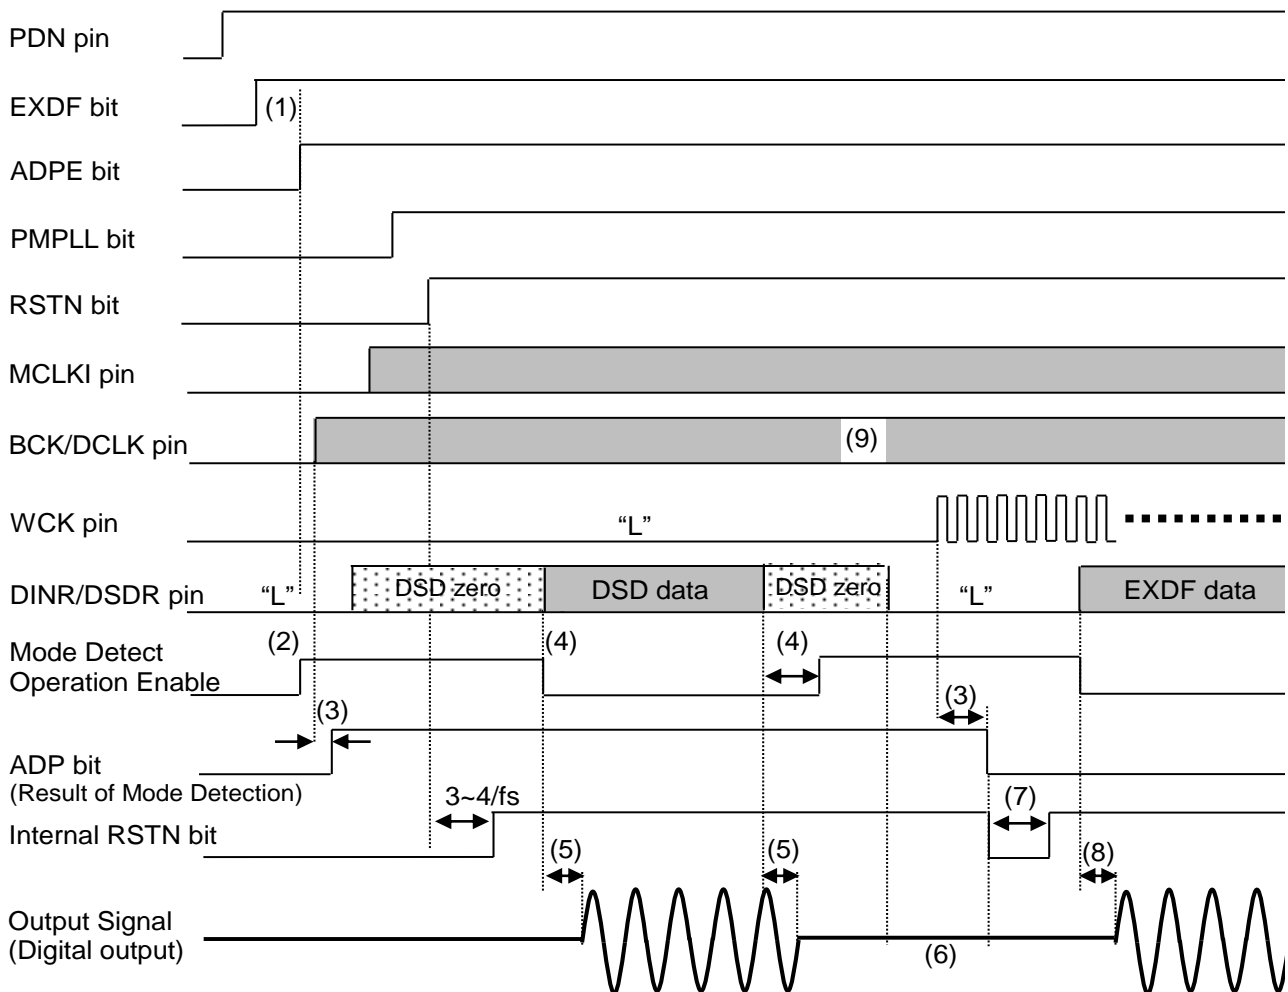 PDN pin
EXDF bit
(1)
ADPE bit
PMPLL bit
RSTN bit
MCLKI pin
BCK/DCLK pin
(9)
WCK pin
“L”
DINR/DSDR pin
“L”
DSD zero
DSD data
DSD zero
“L”
EXDF data
Mode Detect
Operation Enable
(2)
(4)
(4)
(3)
(3)
ADP bit
(Result of Mode Detection)
3~4/fs
(7)
Internal RSTN bit
(5)
(5)
(8)
Output Signal
(Digital output)
(6)